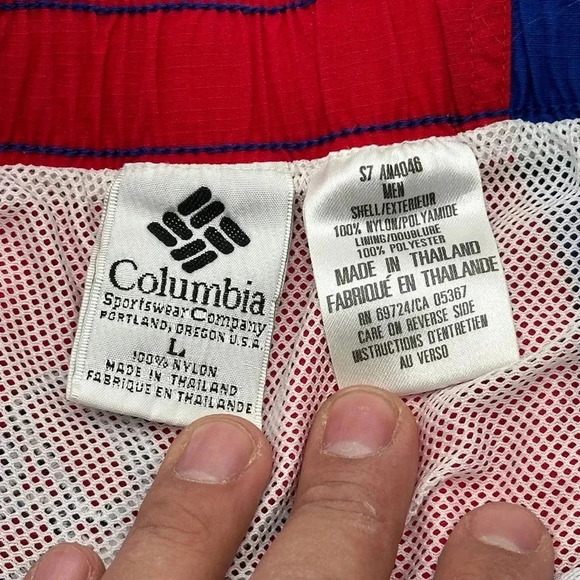 Columbia
Sportswear Company
PORTLAND, OREGON U.S.A.
L
100% NYLON
MADE IN THAILAND
FABRIQUÉ EN THAILANDE
S7 AM4046
MEN
SHELL/EXTERIEUR
100% NYLON/POLYAMIDE
LINING/DOUBLURE
100% POLYESTER
MADE IN THAILAND
FABRIQUÉ EN THAILANDE
RN 69724/CA 05367
CARE ON REVERSE SIDE
INSTRUCTIONS D'ENTRETIEN
AU VERSO